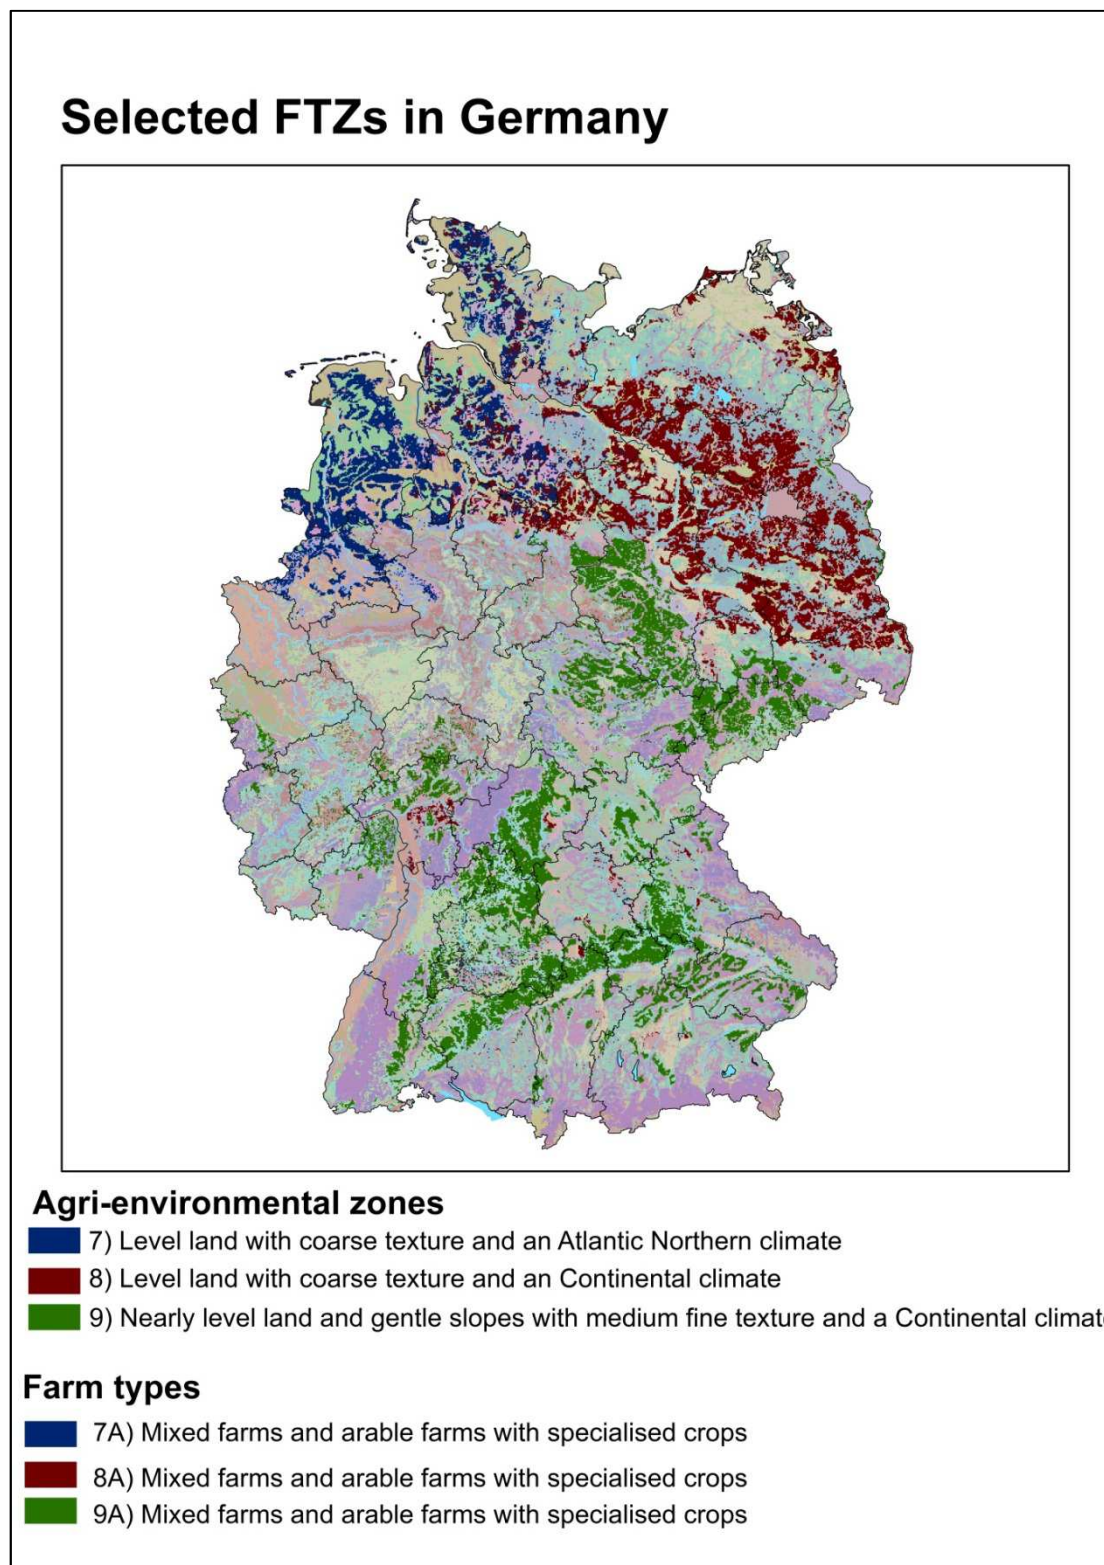 Selected FTZs in Germany
Agri-environmental zones
7) Level land with coarse texture and an Atlantic Northern climate
8) Level land with coarse texture and an Continental climate
9) Nearly level land and gentle slopes with medium fine texture and a Continental climate
Farm types
7A) Mixed farms and arable farms with specialised crops
8A) Mixed farms and arable farms with specialised crops
9A) Mixed farms and arable farms with specialised crops